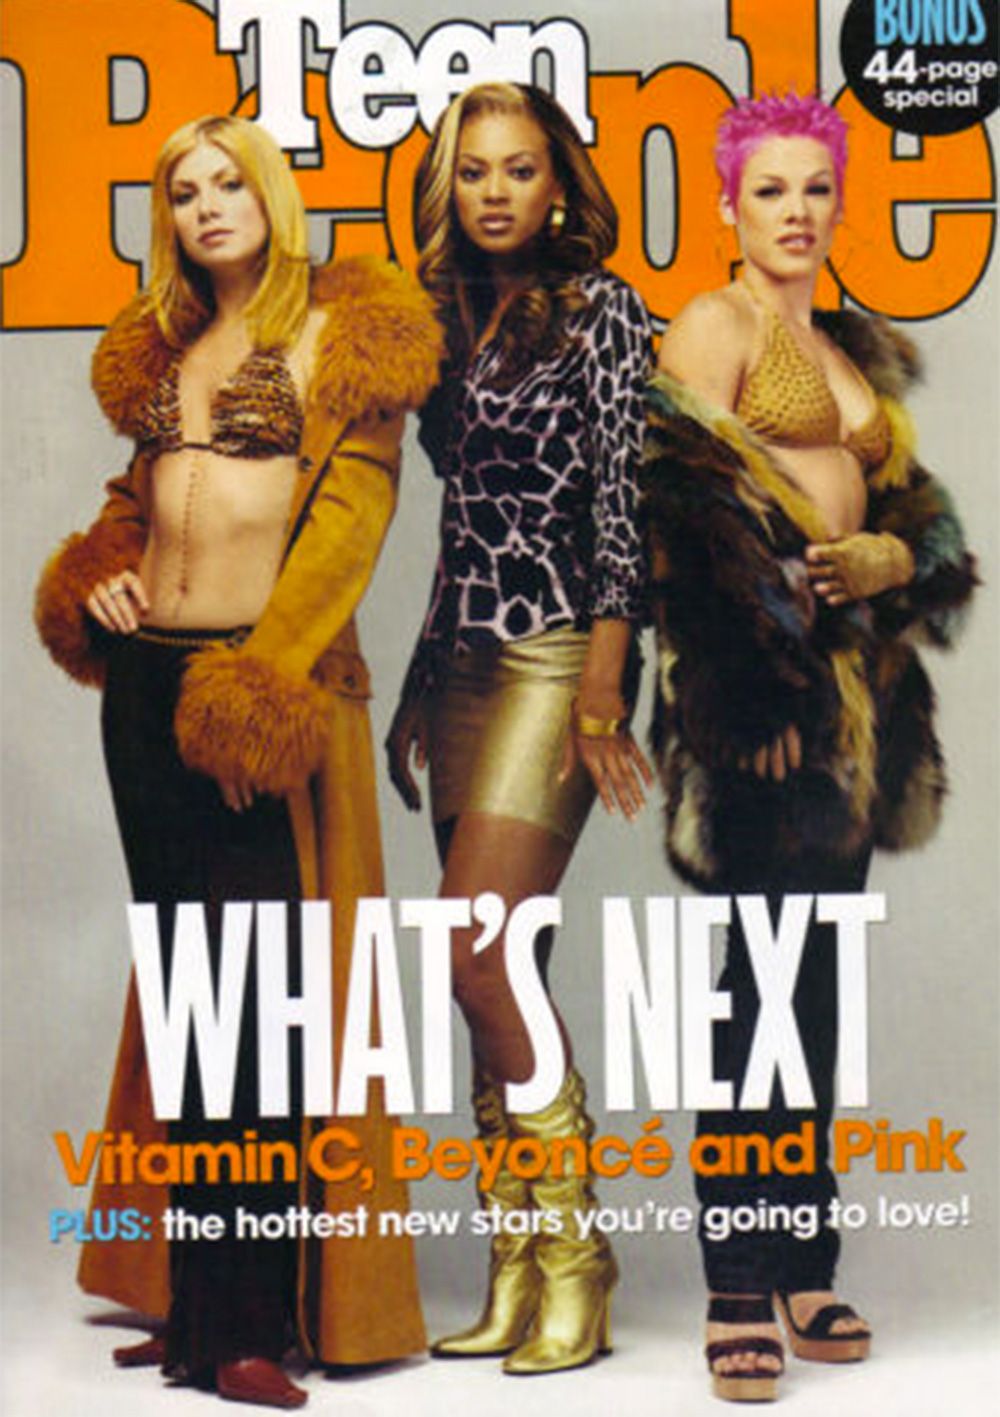 Teen
People
BONUS
44-page
special
WHAT'S NEXT
Vitamin C, Beyoncé and Pink
PLUS: the hottest new stars you're going to love!